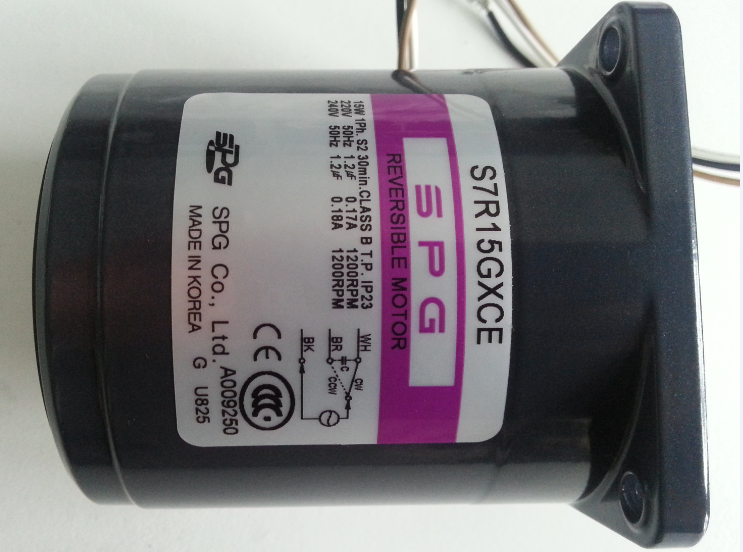 S7R15GXCE
SPG
REVERSIBLE MOTOR
15W 1Ph. S2 30min.CLASS B T.P. IP23
220V 50Hz 1.2μF 0.17A 1200RPM
240V 50Hz 1.2μF 0.18A 1200RPM
WH
CW
BR
C
CCW
BK
SPG
SPG Co., Ltd. A009250
MADE IN KOREA G U825
CE
CCC